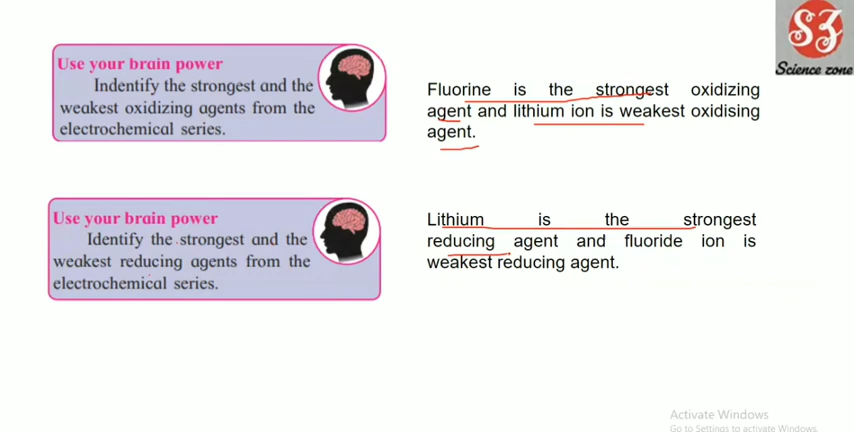 SZ
Science zone
Use your brain power
Indentify the strongest and the
weakest oxidizing agents from the
electrochemical series.
Fluorine is the strongest oxidizing
agent and lithium ion is weakest oxidising
agent.
Use your brain power
Identify the strongest and the
weakest reducing agents from the
electrochemical series.
Lithium is the strongest
reducing agent and fluoride ion is
weakest reducing agent.
Activate Windows
Go to Settings to activate Windows.